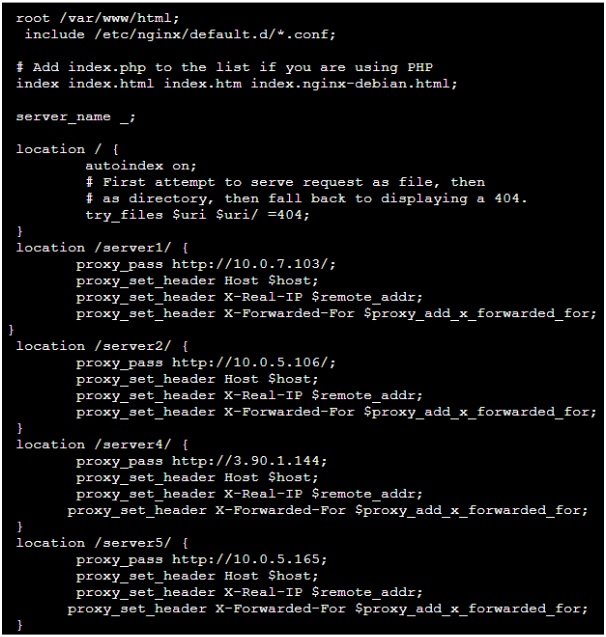 root /var/www/html;
include /etc/nginx/default.d/*.conf;
# Add index.php to the list if you are using PHP
index index.html index.htm index.nginx-debian.html;
server_name _;
location / {
autoindex on;
# First attempt to serve request as file, then
# as directory, then fall back to displaying a 404.
try_files $uri $uri/ =404;
}
location /server1/ {
proxy_pass http://10.0.7.103/;
proxy_set_header Host $host;
proxy_set_header X-Real-IP $remote_addr;
proxy_set_header X-Forwarded-For $proxy_add_x_forwarded_for;
}
location /server2/ {
proxy_pass http://10.0.5.106/;
proxy_set_header Host $host;
proxy_set_header X-Real-IP $remote_addr;
proxy_set_header X-Forwarded-For $proxy_add_x_forwarded_for;
}
location /server4/ {
proxy_pass http://3.90.1.144;
proxy_set_header Host $host;
proxy_set_header X-Real-IP $remote_addr;
proxy_set_header X-Forwarded-For $proxy_add_x_forwarded_for;
}
location /server5/ {
proxy_pass http://10.0.5.165;
proxy_set_header Host $host;
proxy_set_header X-Real-IP $remote_addr;
proxy_set_header X-Forwarded-For $proxy_add_x_forwarded_for;
}